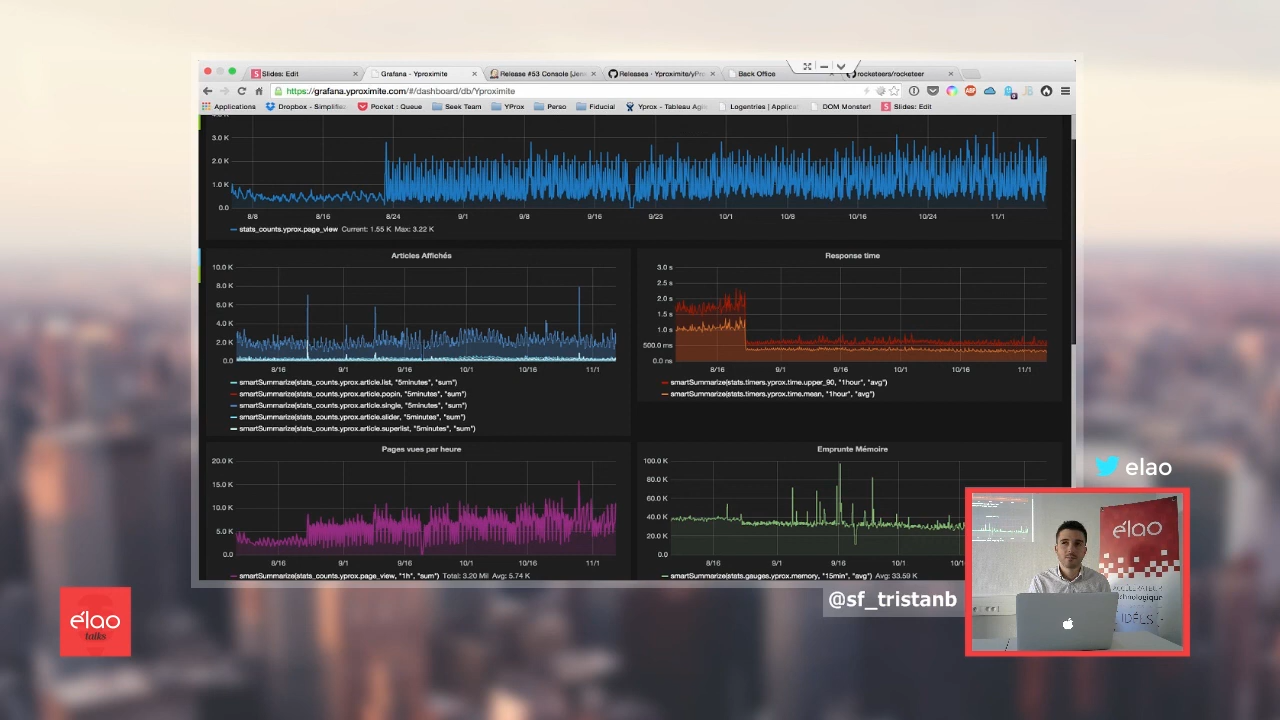 Slides: Edit
Grafana - Yproximite
Release #53 Console [Jen
Releases · Yproximite/yPr
Back Office
rocketeers/rocketeer
https://grafana.yproximite.com/#/dashboard/db/Yproximite
Applications
Dropbox - Simplifi
Pocket : Queue
Seek Team
YProx
Perso
Fiducial
Yprox - Tableau Agil
Logentries | Applica
DOM Monster!
Slides: Edit
3.0 K
2.0 K
1.0 K
0.0
8/8 8/16 8/24 9/1 9/8 9/16 9/23 10/1 10/8 10/16 10/24 11/1
stats_counts.yprox.page_view Current: 1.55 K Max: 3.22 K
Articles Affichés
10.0 K
8.0 K
6.0 K
4.0 K
2.0 K
0.0
8/16 9/1 9/16 10/1 10/16 11/1
smartSummarize(stats_counts.yprox.article.list, "5minutes", "sum")
smartSummarize(stats_counts.yprox.article.popin, "5minutes", "sum")
smartSummarize(stats_counts.yprox.article.single, "5minutes", "sum")
smartSummarize(stats_counts.yprox.article.slider, "5minutes", "sum")
smartSummarize(stats_counts.yprox.article.superlist, "5minutes", "sum")
Response time
3.0 s
2.5 s
2.0 s
1.5 s
1.0 s
500.0 ms
0.0 ns
8/16 9/1 9/16 10/1 10/16 11/1
smartSummarize(stats.timers.yprox.time.upper_90, "1hour", "avg")
smartSummarize(stats.timers.yprox.time.mean, "1hour", "avg")
Pages vues par heure
20.0 K
15.0 K
10.0 K
5.0 K
0.0
8/16 9/1 9/16 10/1 10/16 11/1
smartSummarize(stats_counts.yprox.page_view, "1h", "sum") Total: 3.20 Mil Avg: 5.74 K
Emprunte Mémoire
100.0 K
80.0 K
60.0 K
40.0 K
20.0 K
0.0
8/16 9/1 9/16 10/1 10/16
smartSummarize(stats.gauges.yprox.memory, "15min", "avg") Avg: 33.59 K
elao
élao
@sf_tristanb
élao
talks